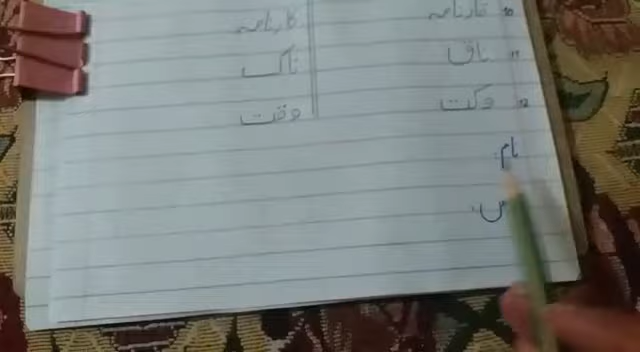 قارنامہ کارنامہ
ناق ناک
وکت وقت
نام: